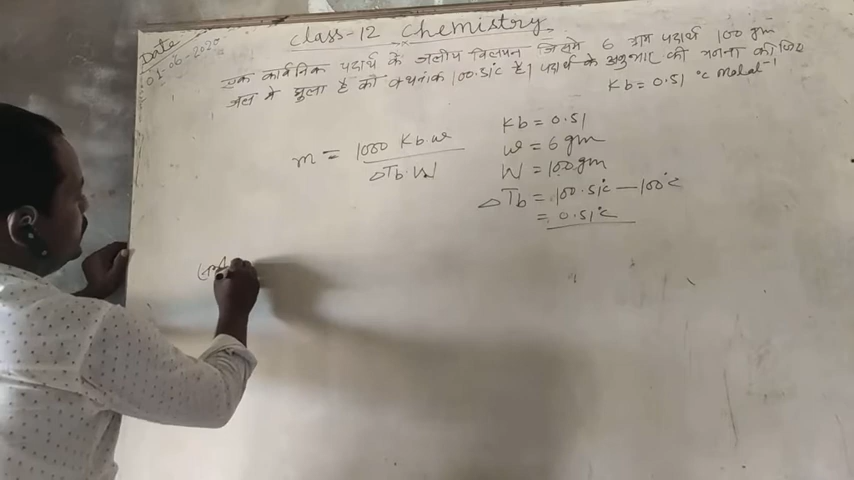 Class-12 Chemistry
Date
01-06-2020
एक कार्बनिक पदार्थ के जलीय विलयन जिसमे 6 ग्राम पदार्थ 100 gm
जल मे घुला है का क्वथनांक 100.51°C है। पदार्थ के अणुभार की गणना कीजिए
Kb = 0.51 °C Molal⁻¹
m = 1000 Kb w / ΔTb. W
Kb = 0.51
w = 6 gm
W = 100 gm
ΔTb = 100.51°C — 100°C
= 0.51°C